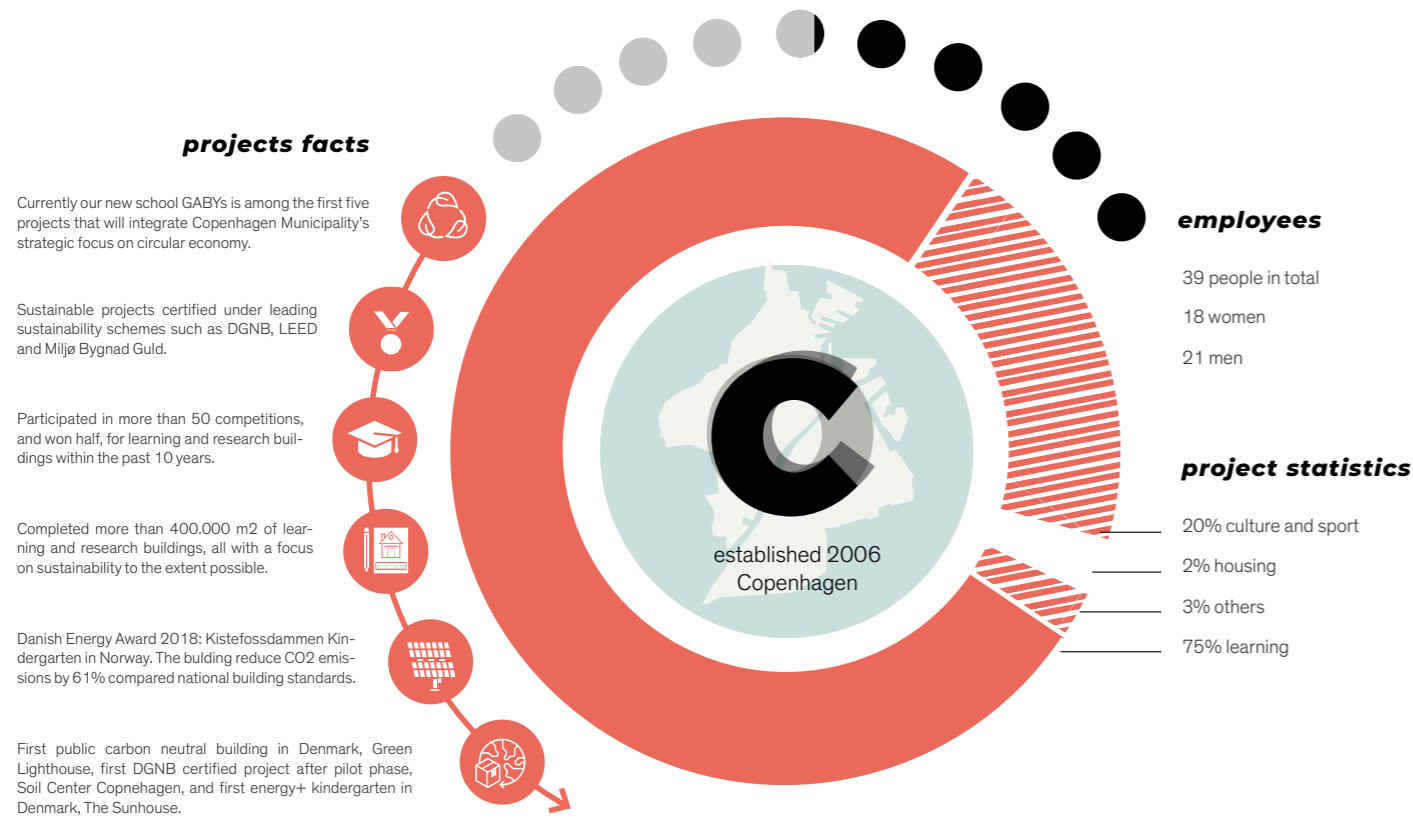 projects facts
Currently our new school GABYs is among the first five
projects that will integrate Copenhagen Municipality's
strategic focus on circular economy.
Sustainable projects certified under leading
sustainability schemes such as DGNB, LEED
and Miljø Bygnad Guld.
Participated in more than 50 competitions,
and won half, for learning and research buil-
dings within the past 10 years.
Completed more than 400.000 m2 of lear-
ning and research buildings, all with a focus
on sustainability to the extent possible.
Danish Energy Award 2018: Kistefossdammen Kin-
dergarten in Norway. The bulding reduce CO2 emis-
sions by 61% compared national building standards.
First public carbon neutral building in Denmark, Green
Lighthouse, first DGNB certified project after pilot phase,
Soil Center Copnehagen, and first energy+ kindergarten in
Denmark, The Sunhouse.
C
established 2006
Copenhagen
employees
39 people in total
18 women
21 men
project statistics
20% culture and sport
2% housing
3% others
75% learning